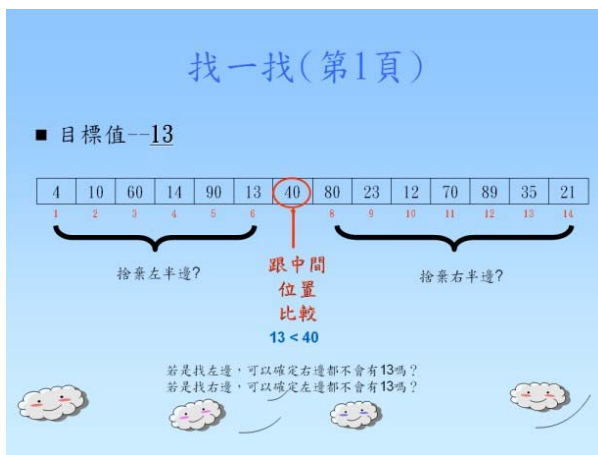 找一找(第1頁)
■ 目標值--13
4 10 60 14 90 13 40 80 23 12 70 89 35 21
1 2 3 4 5 6 8 9 10 11 12 13 14
捨棄左半邊?
跟中間
位置
比較
13 < 40
捨棄右半邊?
若是找左邊，可以確定右邊都不會有13嗎？
若是找右邊，可以確定左邊都不會有13嗎？